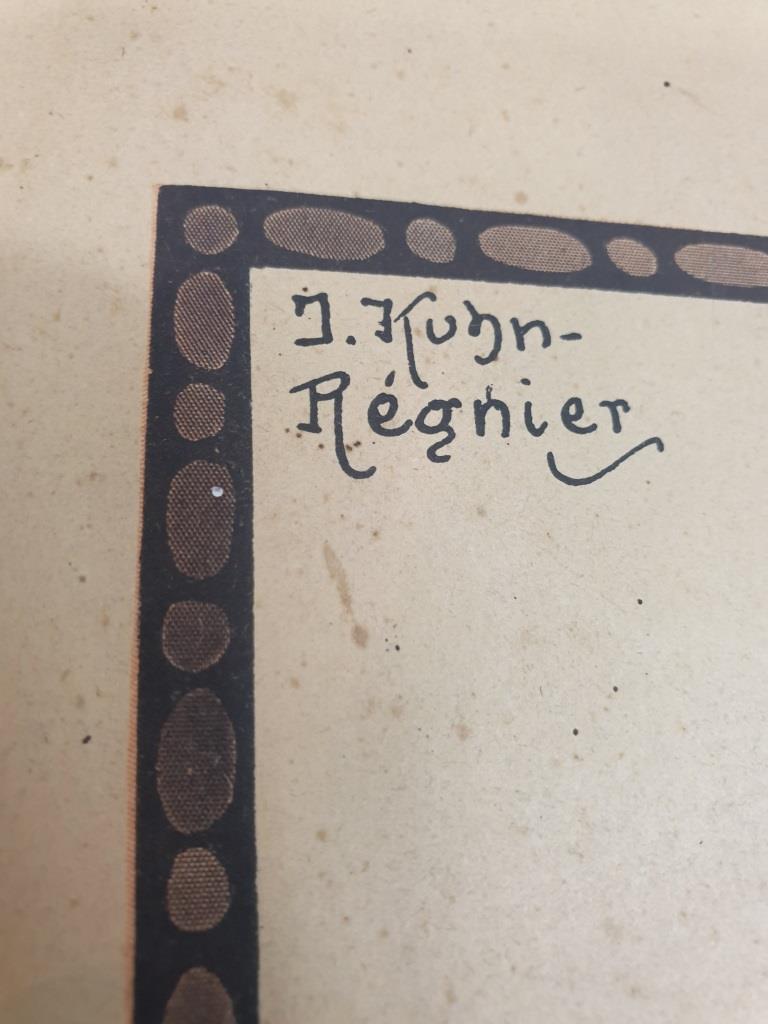 J. Kuhn-
Régnier